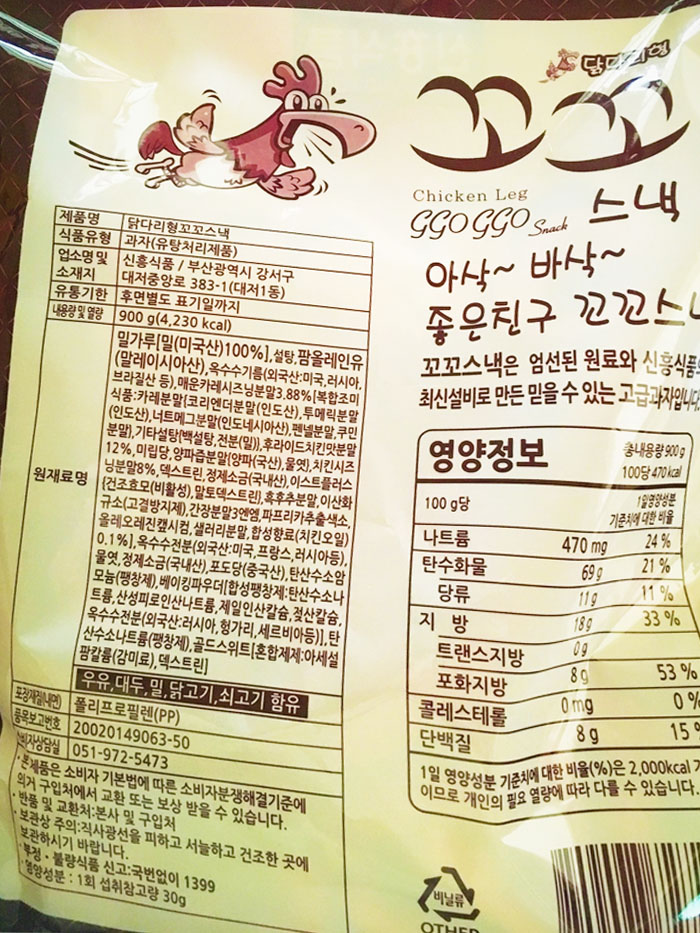 닭다리형
꼬꼬
Chicken Leg
GGO GGO Snack 스낵
아삭~ 바삭~
좋은친구 꼬꼬스
꼬꼬스낵은 엄선된 원료와 신흥식품
최신설비로 만든 믿을 수 있는 고급과자입니다
제품명 닭다리형꼬꼬스낵
식품유형 과자(유탕처리제품)
업소명 및 소재지 신흥식품 / 부산광역시 강서구
대저중앙로 383-1(대저1동)
유통기한 후면별도 표기일까지
내용량 및 열량 900 g(4,230 kcal)
원재료명
밀가루[밀(미국산)100%],설탕,팜올레인유
(말레이시아산),옥수수기름(외국산:미국,러시아,
브라질산 등),매운카레시즈닝분말3.88%[복합조미
식품:카레분말(코리엔더분말(인도산),투메릭분말
(인도산),너트메그분말(인도네시아산),펜넬분말,쿠민
분말),기타설탕(백설탕,전분(밀)),후라이드치킨맛분말
12%,미립당,양파즙분말(양파(국산),물엿),치킨시즈
닝분말8%,덱스트린,정제소금(국내산),이스트플러스
(건조효모(비활성),말토덱스트린),흑후추분말,이산화
규소(고결방지제),간장분말3엔엠,파프리카추출색소,
올레오레진캪시컴,샐러리분말,합성향료(치킨오일)
0.1%],옥수수전분(외국산:미국,프랑스,러시아등),
물엿,정제소금(국내산),포도당(중국산),탄산수소암
모늄(팽창제),베이킹파우더[합성팽창제:탄산수소나
트륨,산성피로인산나트륨,제일인산칼슘,젖산칼슘,
옥수수전분(외국산:러시아,헝가리,세르비아등)],탄
산수소나트륨(팽창제),골드스위트[혼합제제:아세설
팜칼륨(감미료),덱스트린]
우유,대두,밀,닭고기,쇠고기 함유
포장재질(내면) 폴리프로필렌(PP)
품목보고번호 20020149063-50
소비자상담실 051-972-5473
· 본제품은 소비자 기본법에 따른 소비자분쟁해결기준에
의거 구입처에서 교환 또는 보상 받을 수 있습니다.
· 반품 및 교환처:본사 및 구입처
· 보관상 주의:직사광선을 피하고 서늘하고 건조한 곳에
보관하시기 바랍니다.
· 부정·불량식품 신고:국번없이 1399
· 영양성분 : 1회 섭취참고량 30g
영양정보
총내용량 900 g
100당 470 kcal
100 g당 1일영양성분
기준치에 대한 비율
나트륨 470 mg 24 %
탄수화물 69 g 21 %
당류 11 g 11 %
지 방 18 g 33 %
트랜스지방 0 g
포화지방 8 g 53 %
콜레스테롤 0 mg 0 %
단백질 8 g 15 %
1일 영양성분 기준치에 대한 비율(%)은 2,000kcal
이므로 개인의 필요 열량에 따라 다를 수 있습니다.
비닐류
OTHER